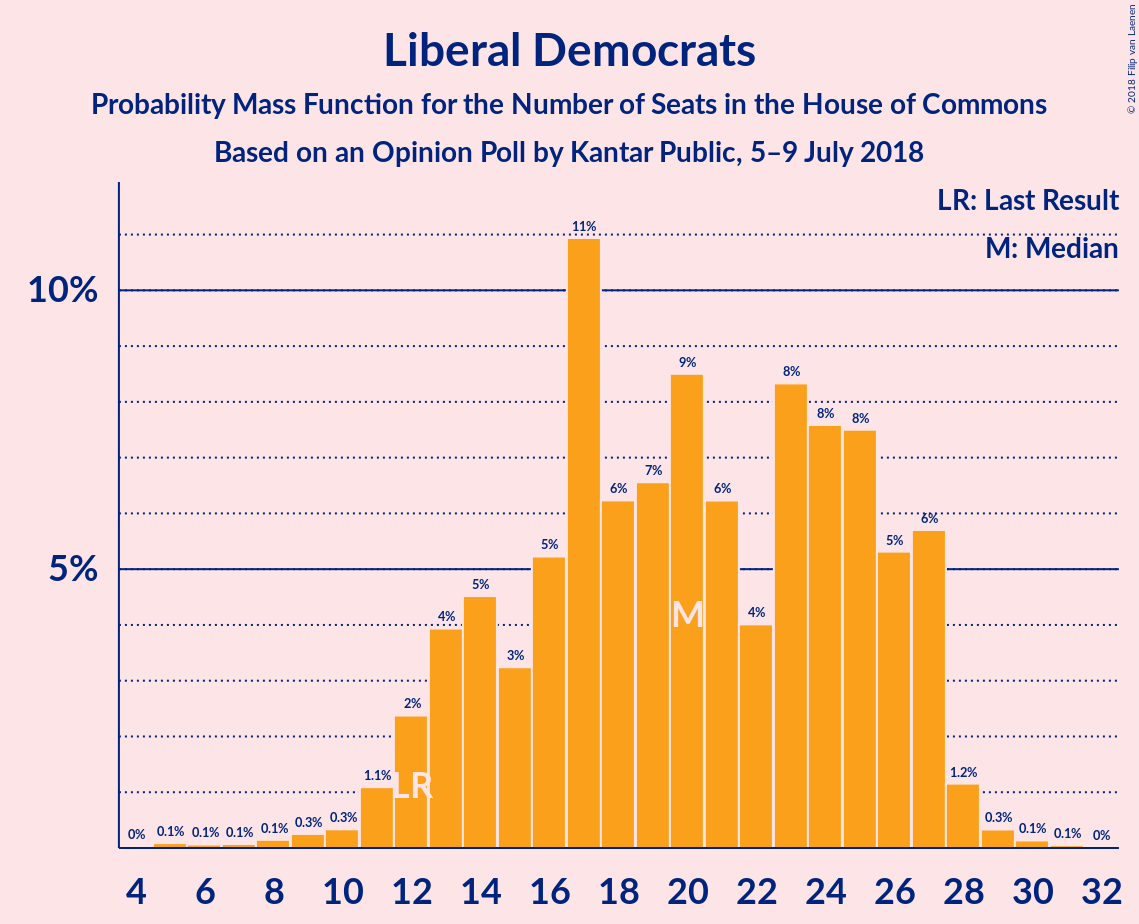 Liberal Democrats
Probability Mass Function for the Number of Seats in the House of Commons
Based on an Opinion Poll by Kantar Public, 5–9 July 2018
© 2018 Filip van Laenen
LR: Last Result
M: Median
10%
5%
0% 0.1% 0.1% 0.1% 0.1% 0.3% 0.3% 1.1% 2% 4% 5% 3% 5% 11% 6% 7% 9% 6% 4% 8% 8% 8% 5% 6% 1.2% 0.3% 0.1% 0.1% 0%
M
LR
4 6 8 10 12 14 16 18 20 22 24 26 28 30 32